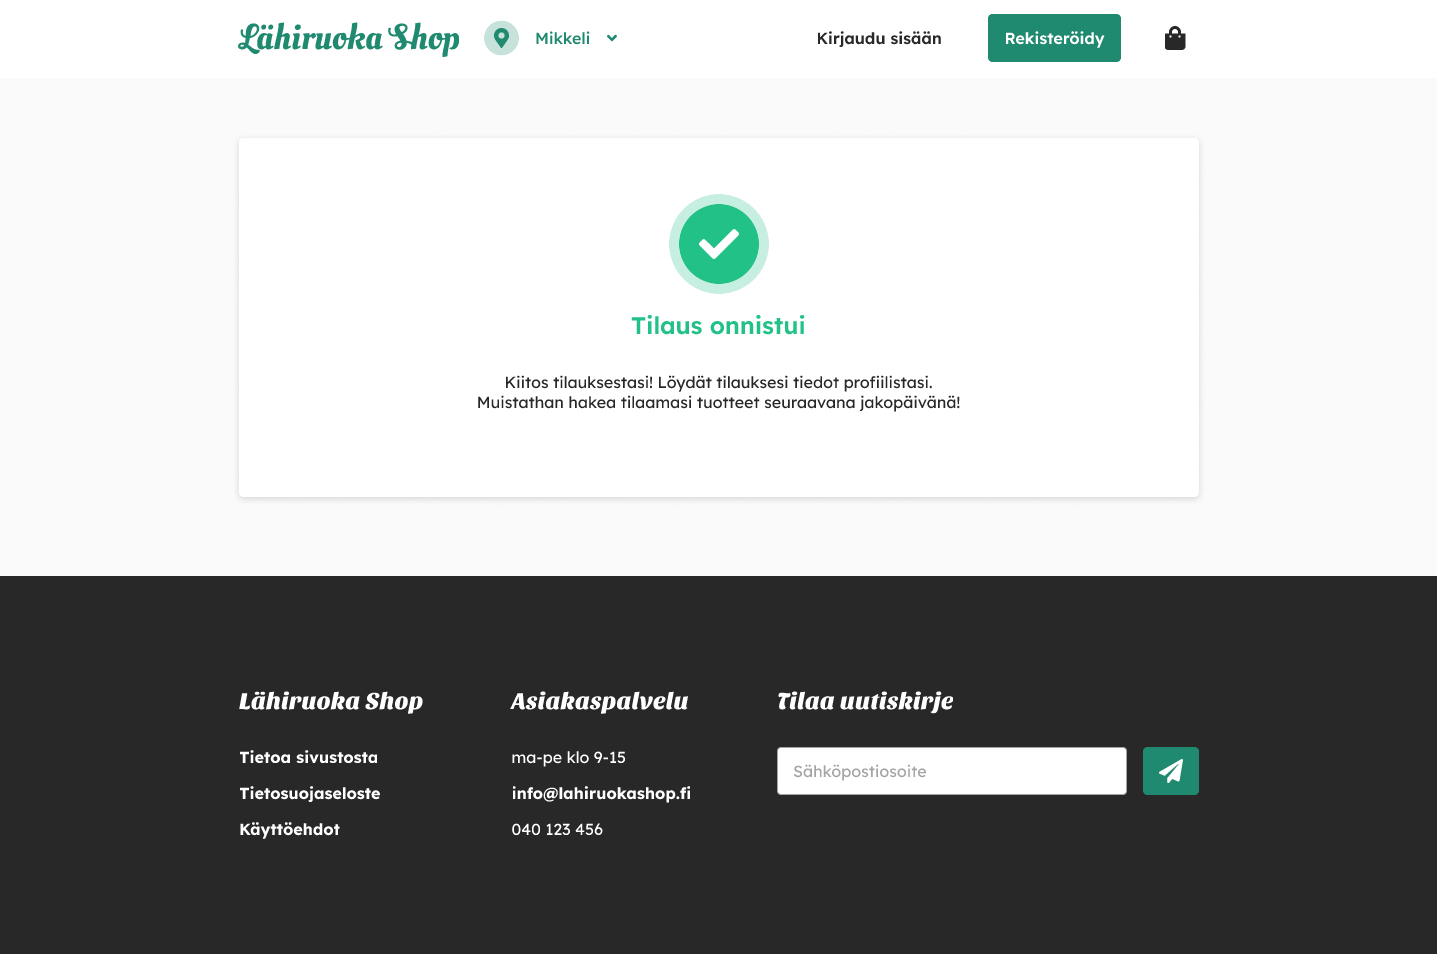 Lähiruoka Shop
Mikkeli
Kirjaudu sisään
Rekisteröidy
Tilaus onnistui
Kiitos tilauksestasi! Löydät tilauksesi tiedot profiilistasi.
Muistathan hakea tilaamasi tuotteet seuraavana jakopäivänä!
Lähiruoka Shop
Tietoa sivustosta
Tietosuojaseloste
Käyttöehdot
Asiakaspalvelu
ma-pe klo 9-15
info@lahiruokashop.fi
040 123 456
Tilaa uutiskirje
Sähköpostiosoite